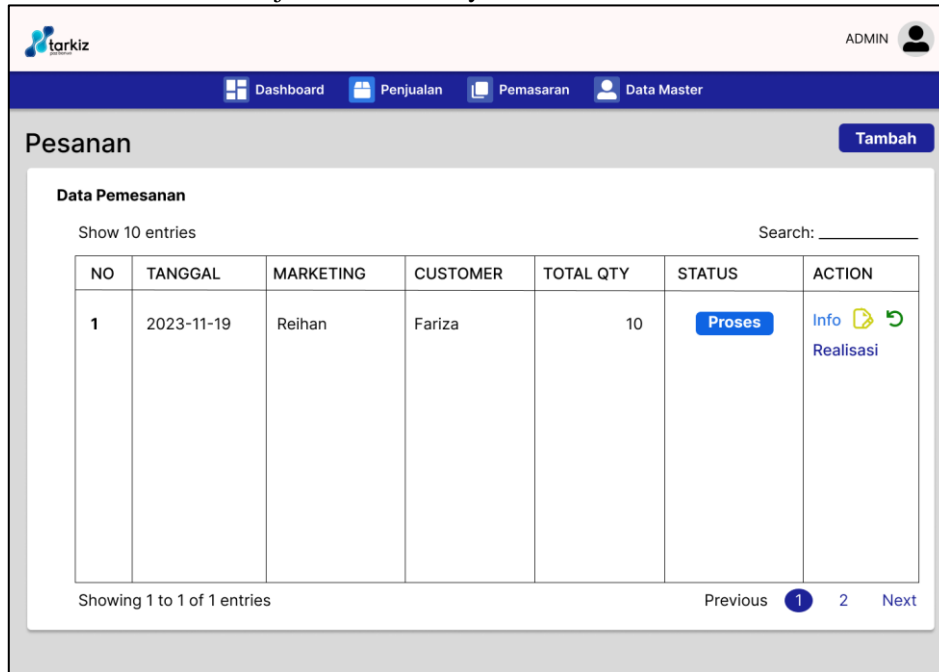 tarkiz
ADMIN
Dashboard Penjualan Pemasaran Data Master
Pesanan
Tambah
Data Pemesanan
Show 10 entries
Search:
NO TANGGAL MARKETING CUSTOMER TOTAL QTY STATUS ACTION
1 2023-11-19 Reihan Fariza 10 Proses Info
Realisasi
Showing 1 to 1 of 1 entries
Previous 1 2 Next